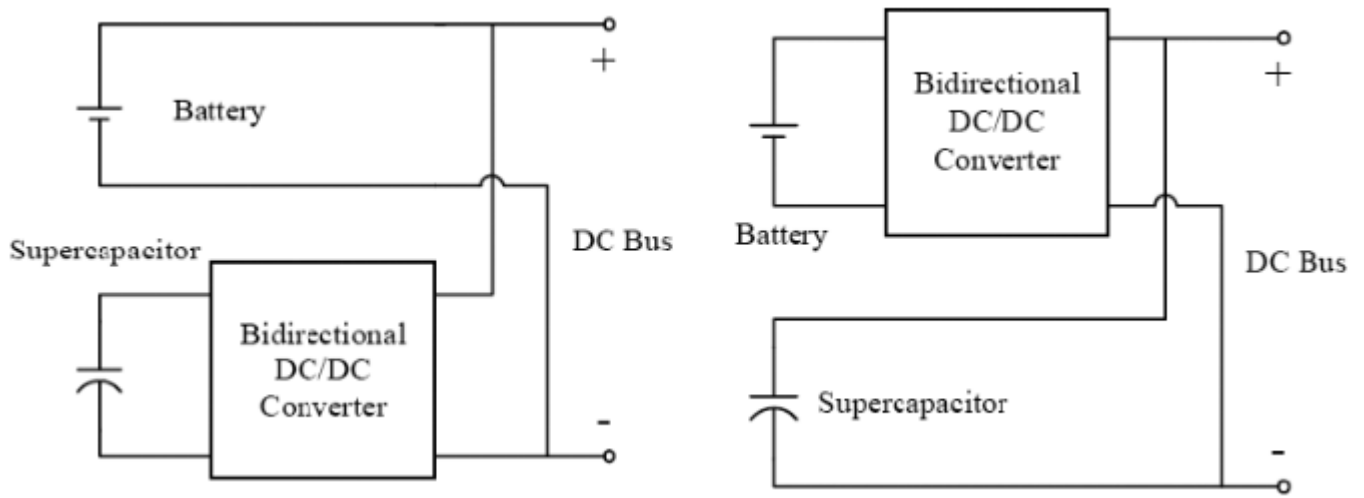 +
Battery
DC Bus
Supercapacitor
Bidirectional
DC/DC
Converter
-
Bidirectional
DC/DC
Converter
+
Battery
DC Bus
Supercapacitor
-